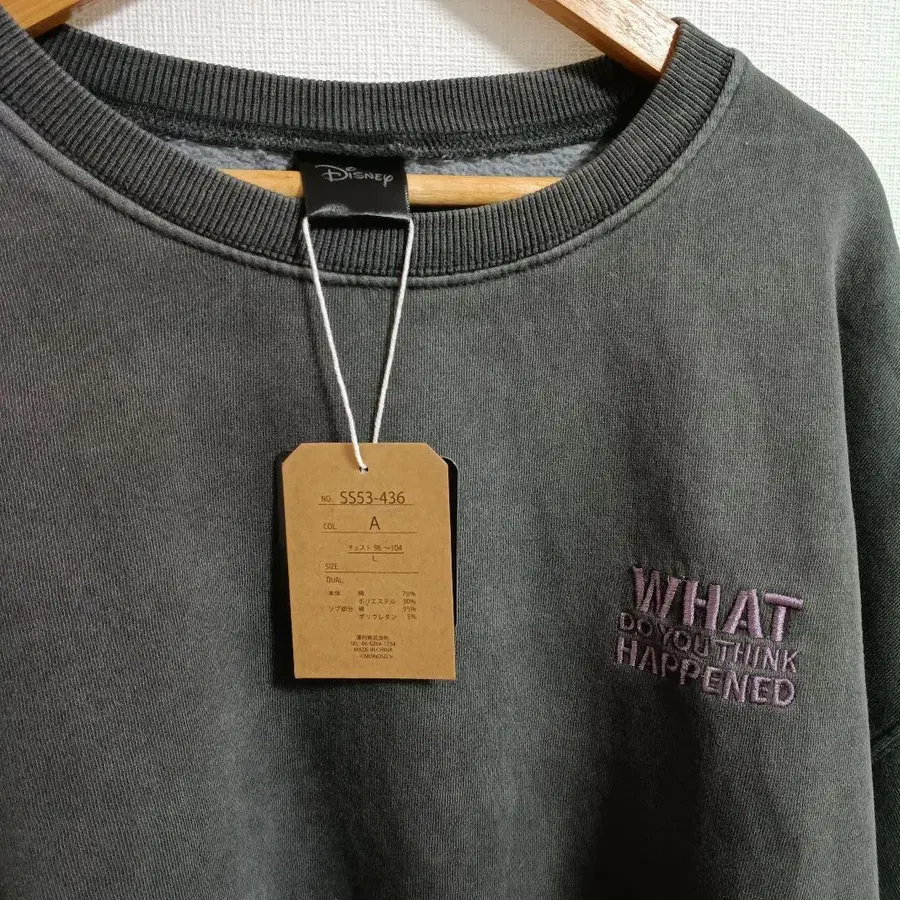 Disney
NO. SS53-436
COL. A
チェスト 96 ～104
L
SIZE
DUAL
本体 綿 70%
ポリエステル 30%
リブ部分 綿 95%
ポリウレタン 5%
MADE IN CHINA
WHAT
DO YOU THINK
HAPPENED